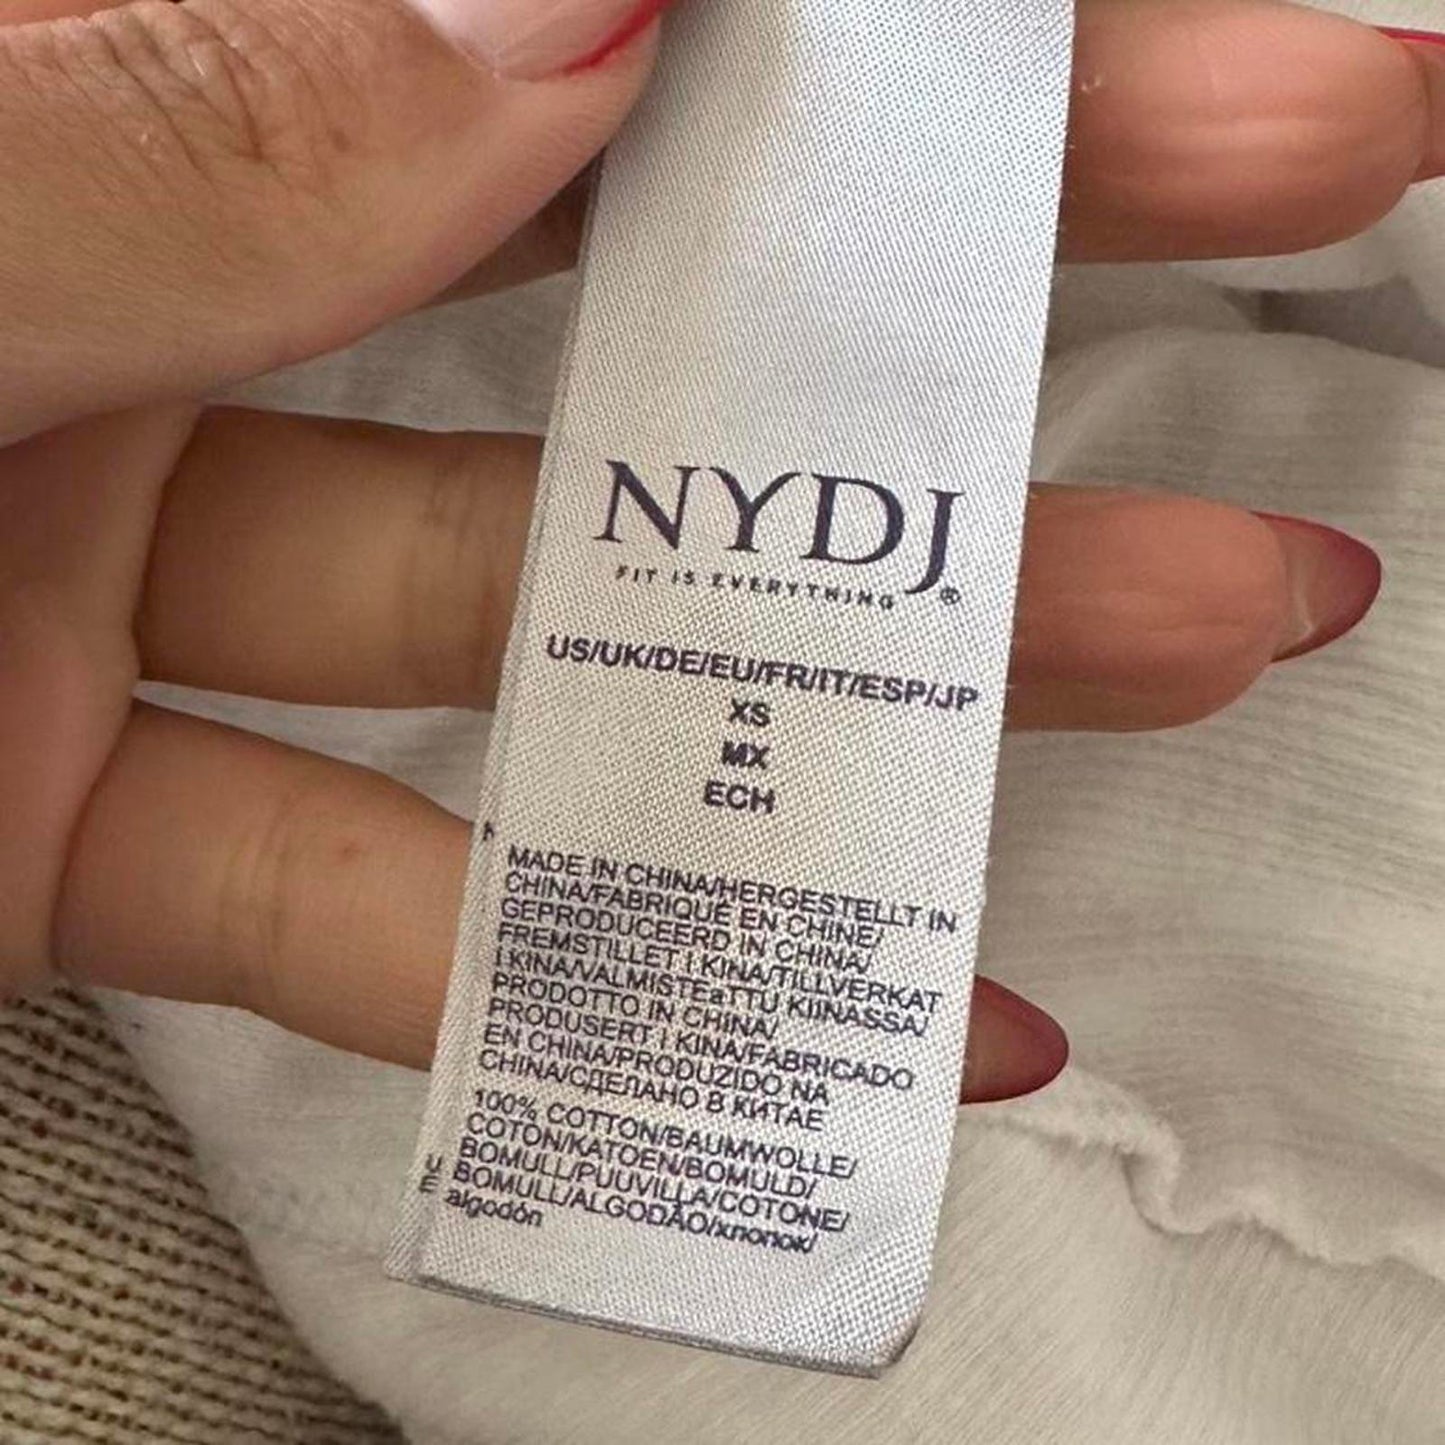 NYDJ®
FIT IS EVERYTHING
US/UK/DE/EU/FR/IT/ESP/JP
XS
MX
ECH
MADE IN CHINA/HERGESTELLT IN
CHINA/FABRIQUÉ EN CHINE/
GEPRODUCEERD IN CHINA/
FREMSTILLET I KINA/TILLVERKAT
I KINA/VALMISTEaTTU KIINASSA/
PRODOTTO IN CHINA/
PRODUSERT I KINA/FABRICADO
EN CHINA/PRODUZIDO NA
CHINA/СДЕЛАНО В КИТАЕ
100% COTTON/BAUMWOLLE/
COTON/KATOEN/BOMULD/
BOMULL/PUUVILLA/COTONE/
BOMULL/ALGODÃO/хлопок/
algodón